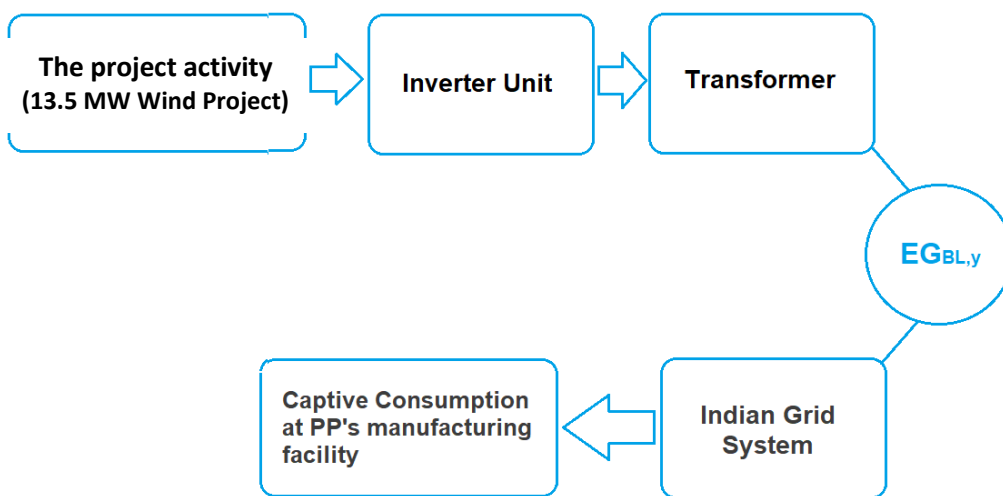 The project activity
(13.5 MW Wind Project)
Inverter Unit
Transformer
EGBL,y
Captive Consumption
at PP's manufacturing
facility
Indian Grid
System